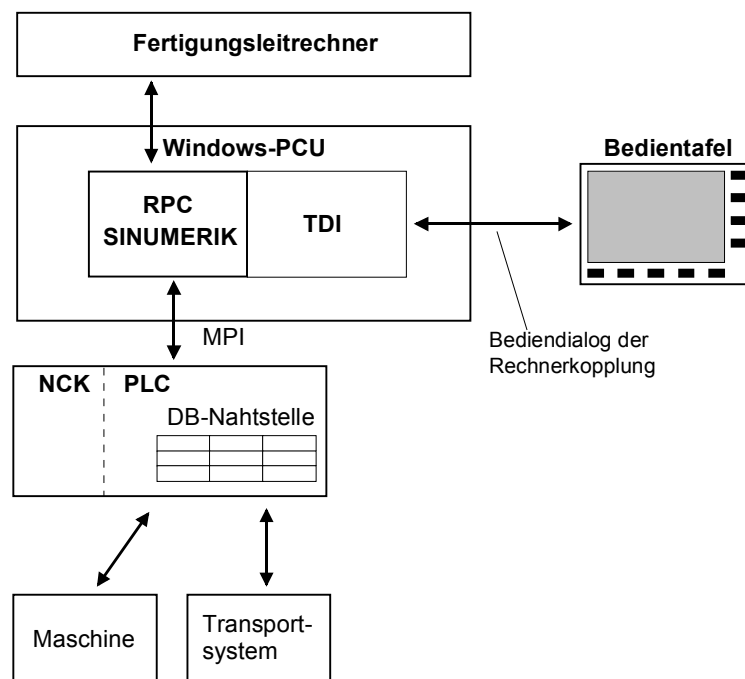 Fertigungsleitrechner
Windows-PCU
Bedientafel
RPC
SINUMERIK
TDI
MPI
Bediendialog der
Rechnerkopplung
NCK
PLC
DB-Nahtstelle
Maschine
Transport-
system